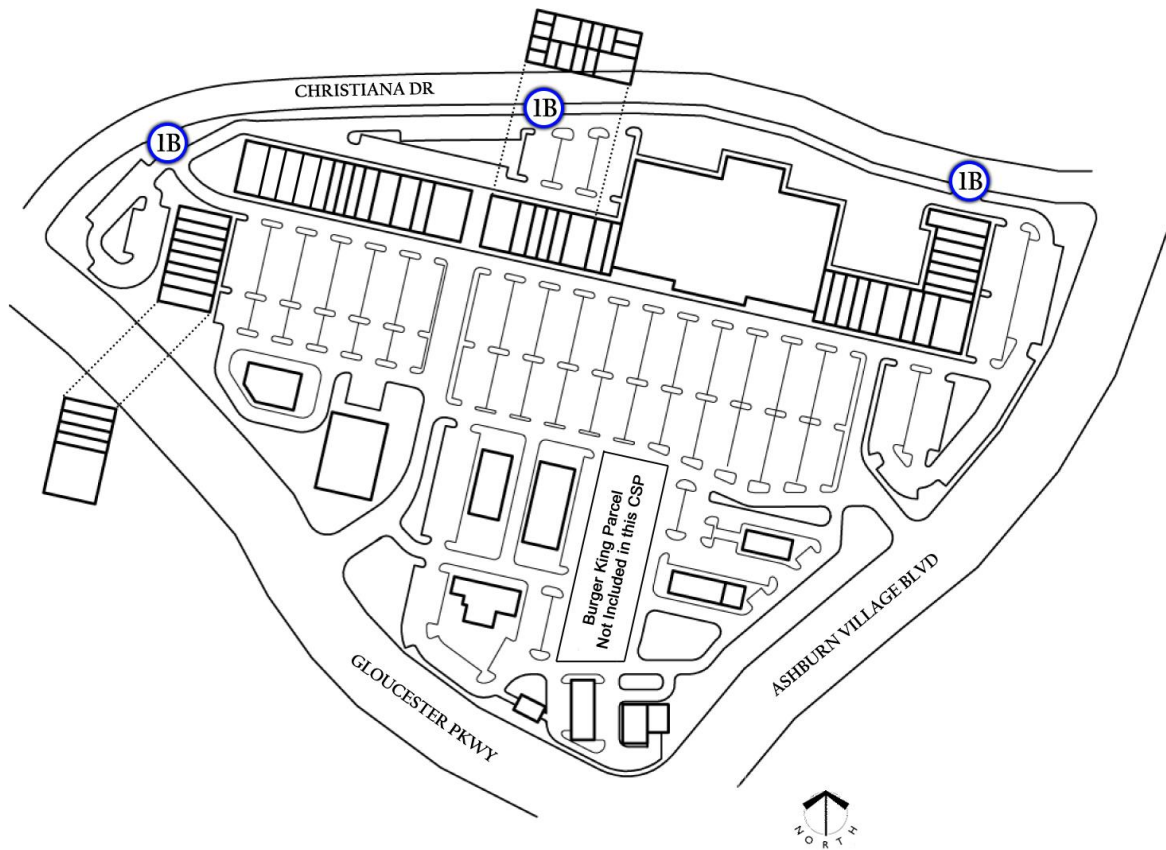 CHRISTIANA DR
1B
1B
1B
Burger King Parcel
Not Included in this CSP
ASHBURN VILLAGE BLVD
GLOUCESTER PKWY
NORTH